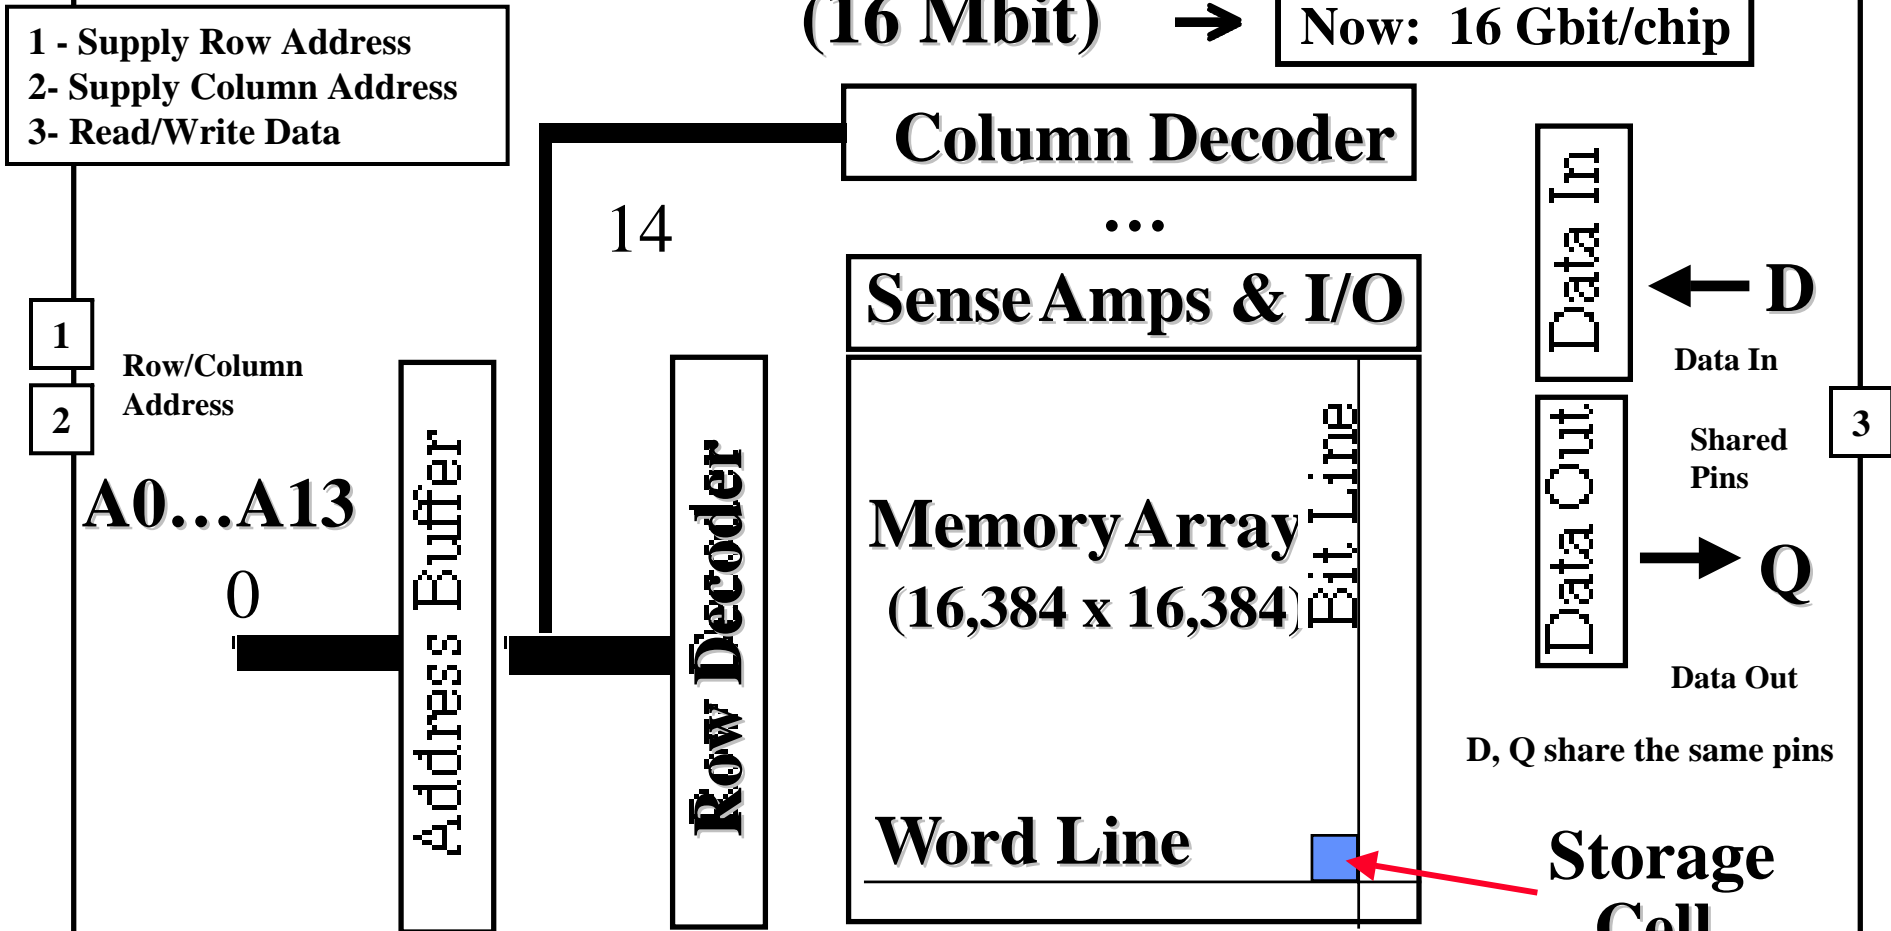 (16 Mbit)
Now: 16 Gbit/chip
1 - Supply Row Address
2- Supply Column Address
3- Read/Write Data
Column Decoder
14
…
Sense Amps & I/O
Data In
D
Data In
1
2
Row/Column
Address
A0…A13
0
Address Buffer
Row Decoder
Memory Array
(16,384 x 16,384)
Bit Line
Data Out
Shared
Pins
3
Q
Data Out
D, Q share the same pins
Word Line
Storage
Cell